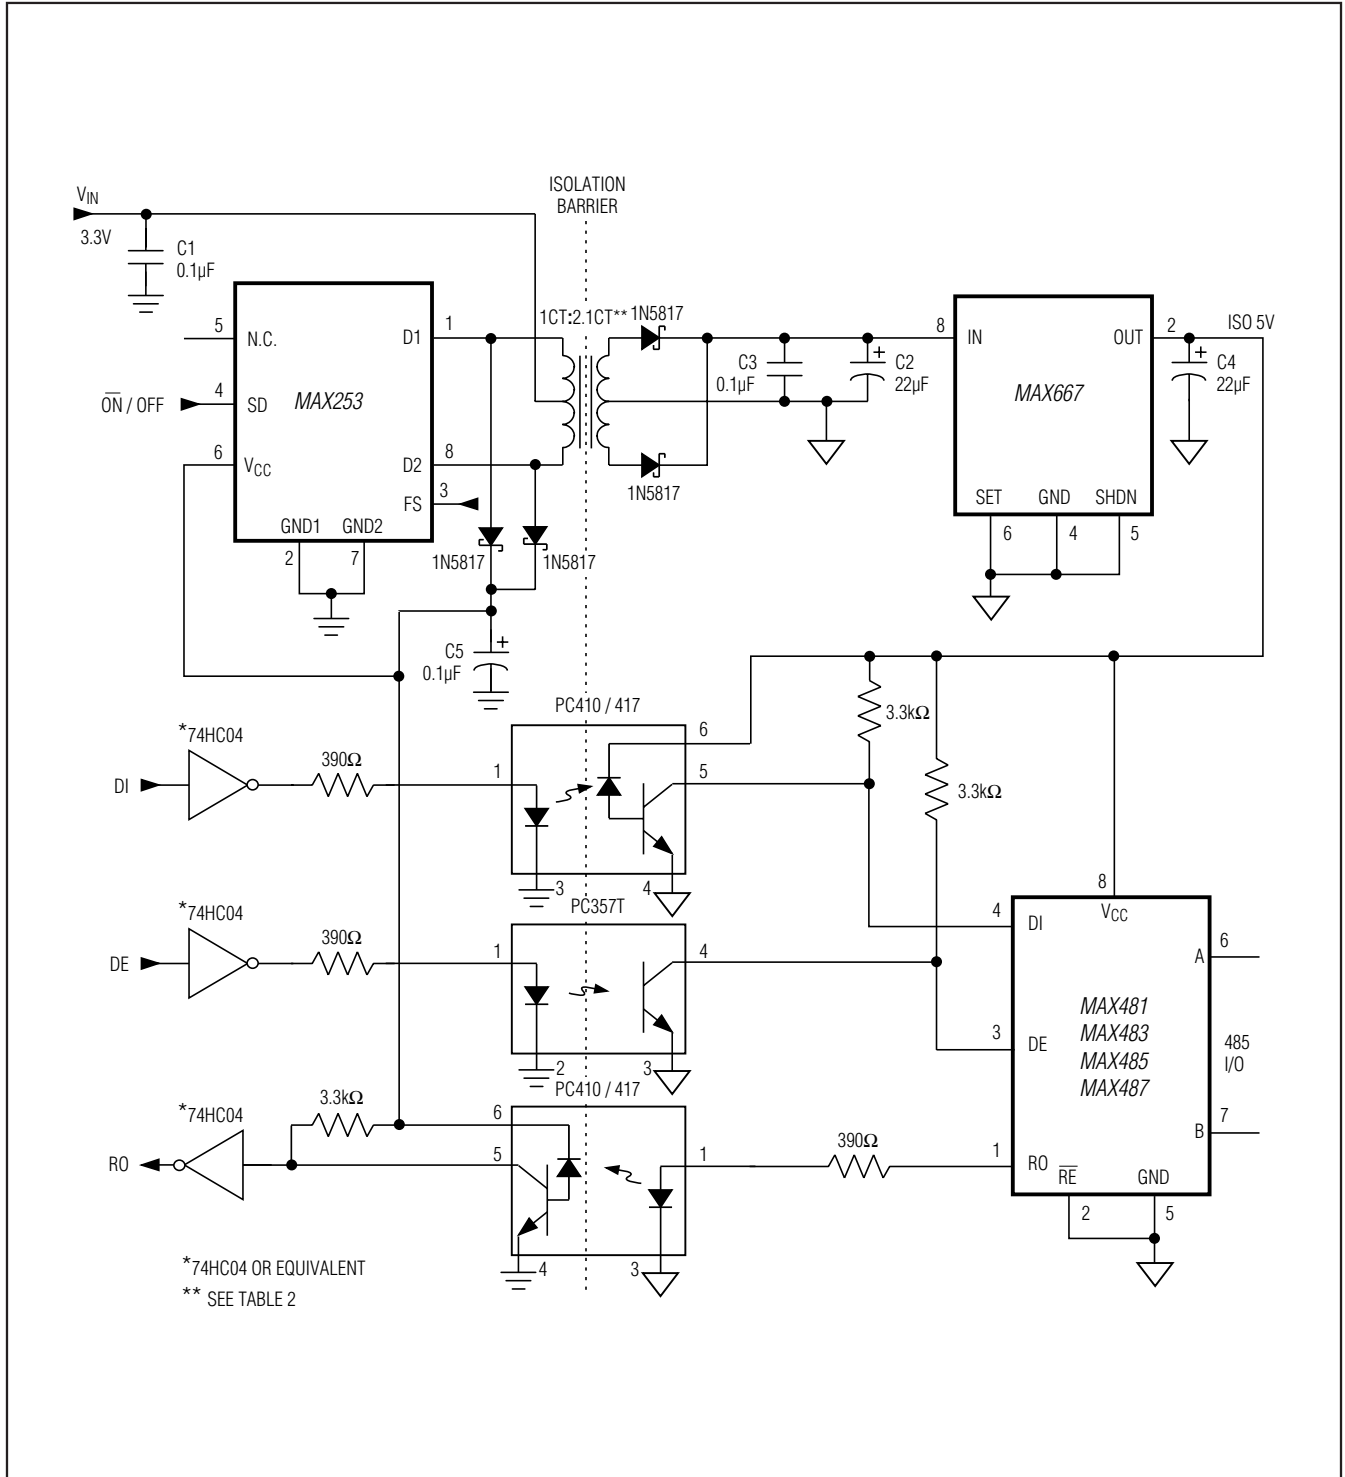 ISOLATION
BARRIER
VIN
3.3V
C1
0.1µF
5
N.C.
4
ON / OFF
SD
6
VCC
MAX253
D1
1
D2
8
FS
3
GND1
GND2
2
7
1CT:2.1CT**
1N5817
1N5817
1N5817
1N5817
C3
0.1µF
+
C2
22µF
8
IN
OUT
2
ISO 5V
MAX667
+
C4
22µF
SET
GND
SHDN
6
4
5
+
C5
0.1µF
PC410 / 417
*74HC04
390Ω
DI
1
6
5
3
4
3.3kΩ
3.3kΩ
PC357T
*74HC04
390Ω
DE
1
4
2
3
PC410 / 417
*74HC04
3.3kΩ
RO
6
5
4
1
3
390Ω
8
VCC
4
DI
3
DE
1
RO
RE
GND
2
5
A
6
B
7
485
I/O
MAX481
MAX483
MAX485
MAX487
*74HC04 OR EQUIVALENT
** SEE TABLE 2